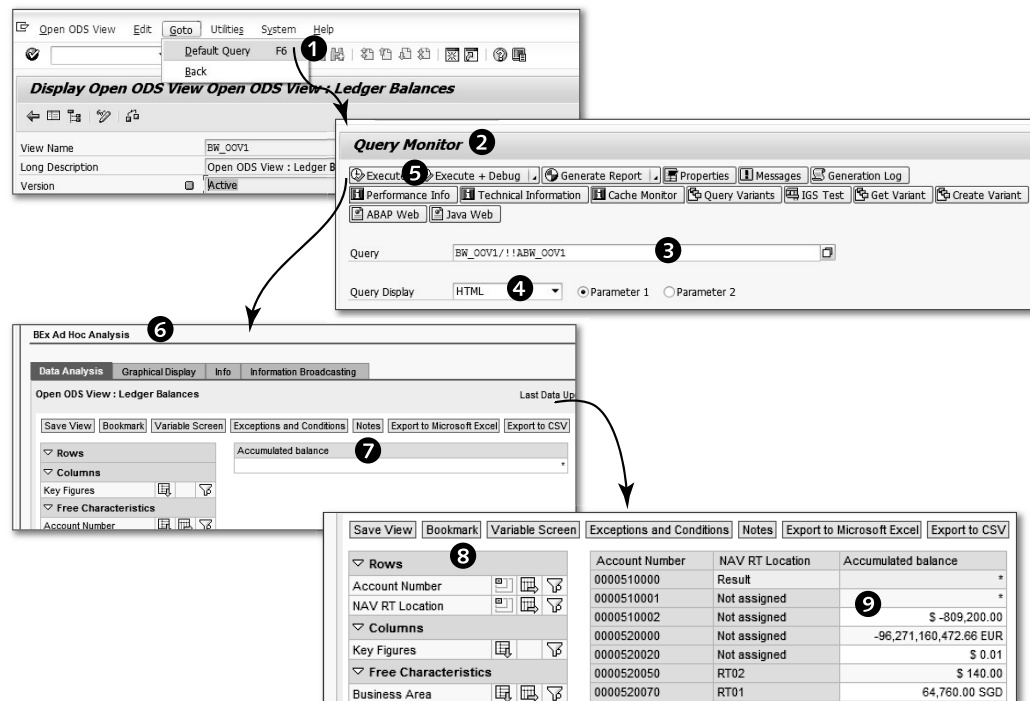 Open ODS View Edit Goto Utilities System Help
Default Query F6 1
Back
Display Open ODS View Open ODS View : Ledger Balances
View Name BW_OOV1
Long Description Open ODS View : Ledger B
Version Active
Query Monitor 2
Execute 5 Execute + Debug Generate Report Properties Messages Generation Log
Performance Info Technical Information Cache Monitor Query Variants IGS Test Get Variant Create Variant
ABAP Web Java Web
Query BW_OOV1/!!ABW_OOV1 3
Query Display HTML 4 Parameter 1 Parameter 2
BEx Ad Hoc Analysis 6
Data Analysis Graphical Display Info Information Broadcasting
Open ODS View : Ledger Balances Last Data Up
Save View Bookmark Variable Screen Exceptions and Conditions Notes Export to Microsoft Excel Export to CSV
Rows Accumulated balance 7
*
Columns
Key Figures
Free Characteristics
Account Number
Save View Bookmark Variable Screen Exceptions and Conditions Notes Export to Microsoft Excel Export to CSV
8
Rows Account Number NAV RT Location Accumulated balance
0000510000 Result *
Account Number 0000510001 Not assigned *
NAV RT Location 9
0000510002 Not assigned $ -809,200.00
Columns 0000520000 Not assigned -96,271,160,472.66 EUR
Key Figures 0000520020 Not assigned $ 0.01
Free Characteristics 0000520050 RT02 $ 140.00
Business Area 0000520070 RT01 64,760.00 SGD